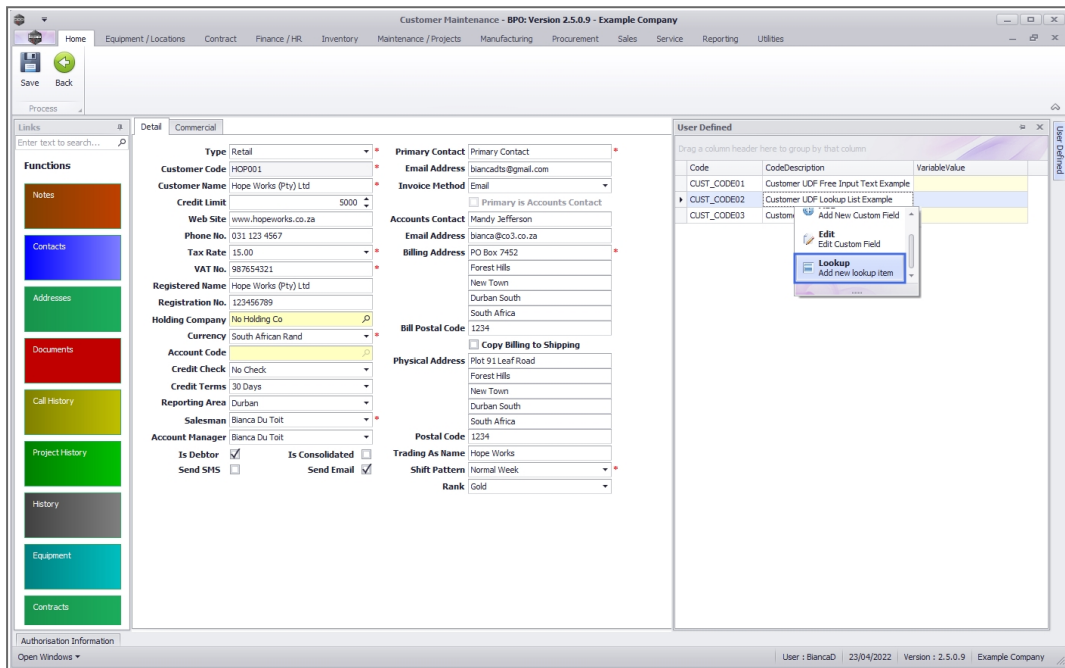 Customer Maintenance - BPO: Version 2.5.0.9 - Example Company
Home Equipment / Locations Contract Finance / HR Inventory Maintenance / Projects Manufacturing Procurement Sales Service Reporting Utilities
Save Back
Process
Links
Enter text to search...
Functions
Notes
Contacts
Addresses
Documents
Call History
Project History
History
Equipment
Contracts
Detail Commercial
Type Retail *
Customer Code HOP001
Customer Name Hope Works (Pty) Ltd *
Credit Limit 5000
Web Site www.hopeworks.co.za
Phone No. 031 123 4567
Tax Rate 15.00 *
VAT No. 987654321 *
Registered Name Hope Works (Pty) Ltd
Registration No. 123456789
Holding Company No Holding Co
Currency South African Rand *
Account Code
Credit Check No Check
Credit Terms 30 Days
Reporting Area Durban
Salesman Bianca Du Toit *
Account Manager Bianca Du Toit
Is Debtor Is Consolidated
Send SMS Send Email
Primary Contact Primary Contact *
Email Address biancadts@gmail.com
Invoice Method Email
Primary is Accounts Contact
Accounts Contact Mandy Jefferson
Email Address bianca@co3.co.za
Billing Address PO Box 7452 *
Forest Hills
New Town
Durban South
South Africa
Bill Postal Code 1234
Copy Billing to Shipping
Physical Address Plot 91 Leaf Road
Forest Hills
New Town
Durban South
South Africa
Postal Code 1234
Trading As Name Hope Works
Shift Pattern Normal Week *
Rank Gold
User Defined
Drag a column header here to group by that column
Code CodeDescription VariableValue
CUST_CODE01 Customer UDF Free Input Text Example
CUST_CODE02 Customer UDF Lookup List Example
CUST_CODE03
Add New Custom Field
Edit
Edit Custom Field
Lookup
Add new lookup item
User Defined
Authorisation Information
Open Windows User : BiancaD 23/04/2022 Version : 2.5.0.9 Example Company